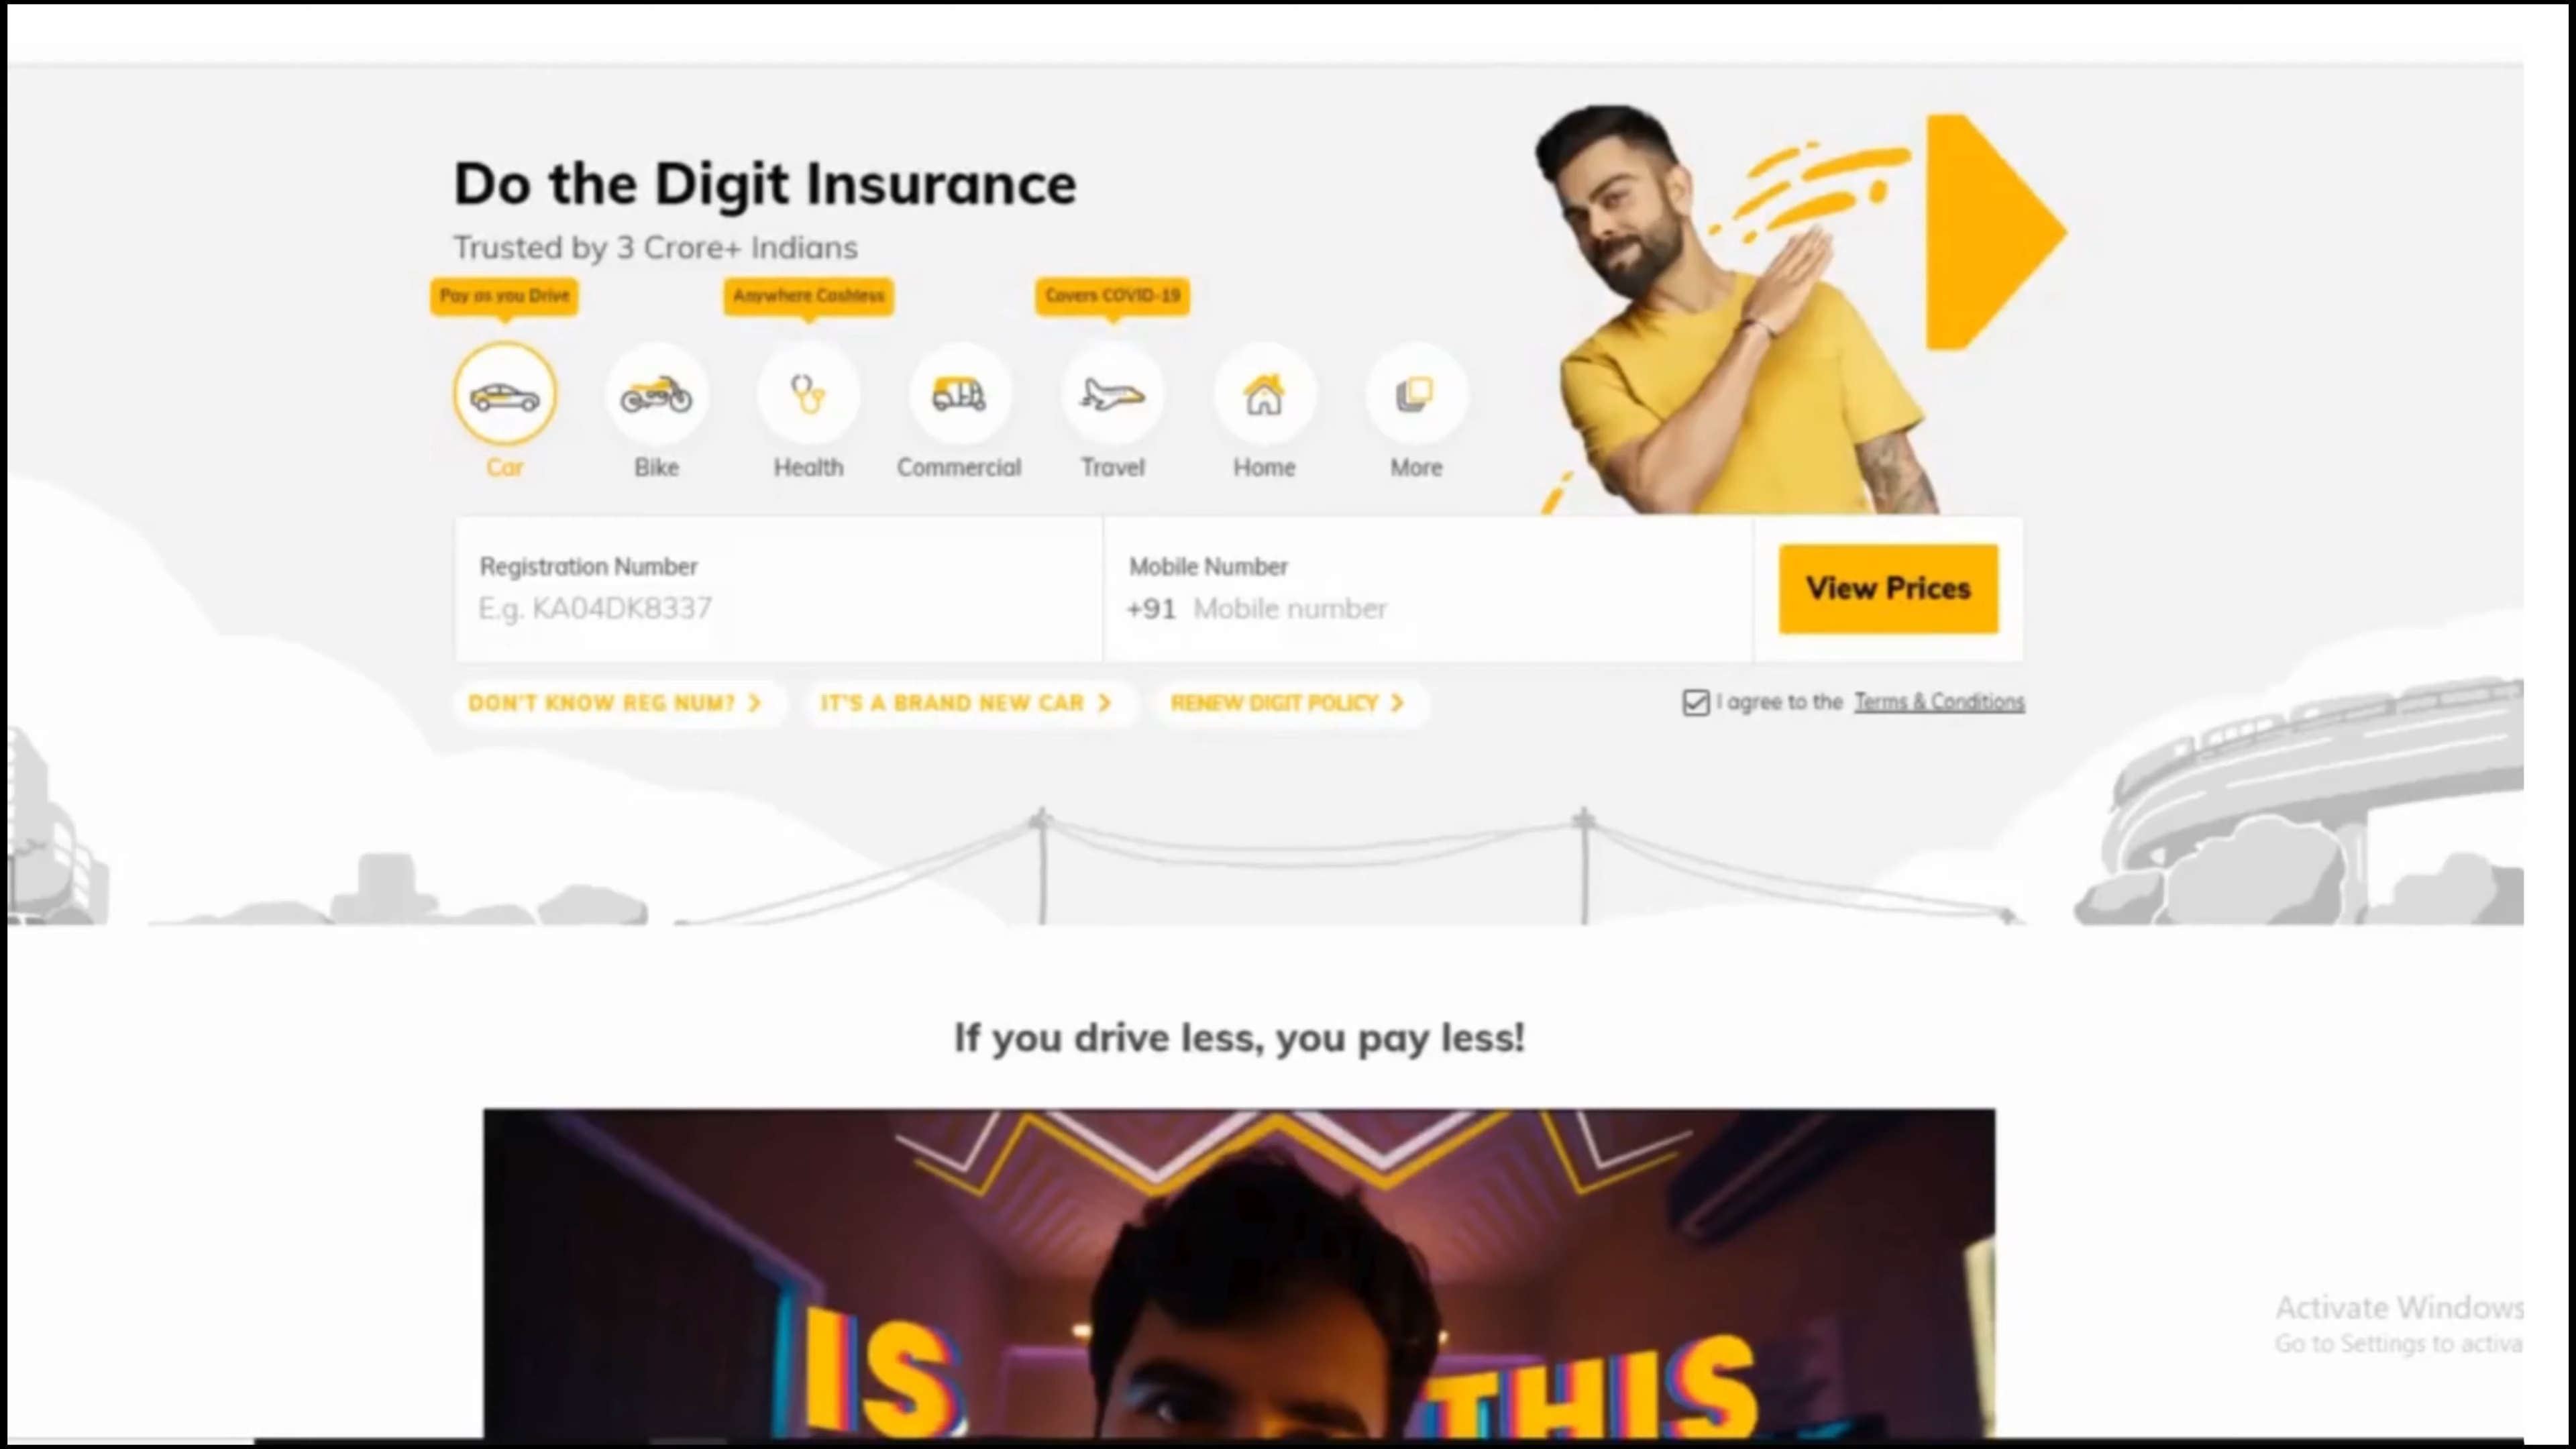 Do the Digit Insurance
Trusted by 3 Crore+ Indians
Pay as you Drive
Anywhere Cashless
Covers COVID-19
Car
Bike
Health
Commercial
Travel
Home
More
Registration Number
E.g. KA04DK8337
Mobile Number
+91 Mobile number
View Prices
DON'T KNOW REG NUM?
IT'S A BRAND NEW CAR
RENEW DIGIT POLICY
I agree to the Terms & Conditions
If you drive less, you pay less!
IS
THIS
Activate Windows
Go to Settings to activa